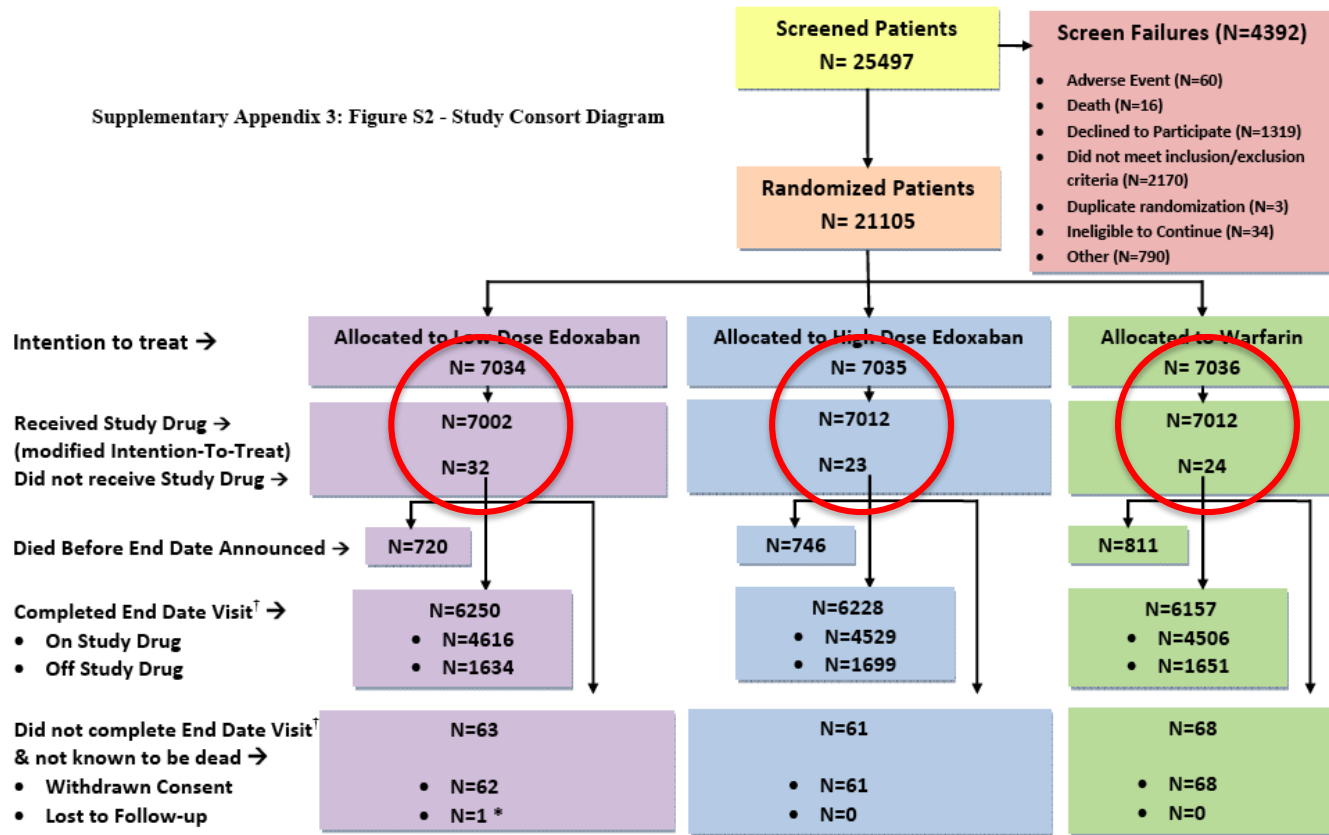 Screened Patients
N= 25497
Screen Failures (N=4392)
• Adverse Event (N=60)
• Death (N=16)
• Declined to Participate (N=1319)
• Did not meet inclusion/exclusion
criteria (N=2170)
• Duplicate randomization (N=3)
• Ineligible to Continue (N=34)
• Other (N=790)
Supplementary Appendix 3: Figure S2 - Study Consort Diagram
Randomized Patients
N= 21105
Intention to treat →
Allocated to Low Dose Edoxaban
N= 7034
Allocated to High Dose Edoxaban
N= 7035
Allocated to Warfarin
N= 7036
Received Study Drug →
(modified Intention-To-Treat)
Did not receive Study Drug →
N=7002
N=32
N=7012
N=23
N=7012
N=24
Died Before End Date Announced →
N=720
N=746
N=811
Completed End Date Visit† →
• On Study Drug
• Off Study Drug
N=6250
• N=4616
• N=1634
N=6228
• N=4529
• N=1699
N=6157
• N=4506
• N=1651
Did not complete End Date Visit†
& not known to be dead →
• Withdrawn Consent
• Lost to Follow-up
N=63
• N=62
• N=1 *
N=61
• N=61
• N=0
N=68
• N=68
• N=0